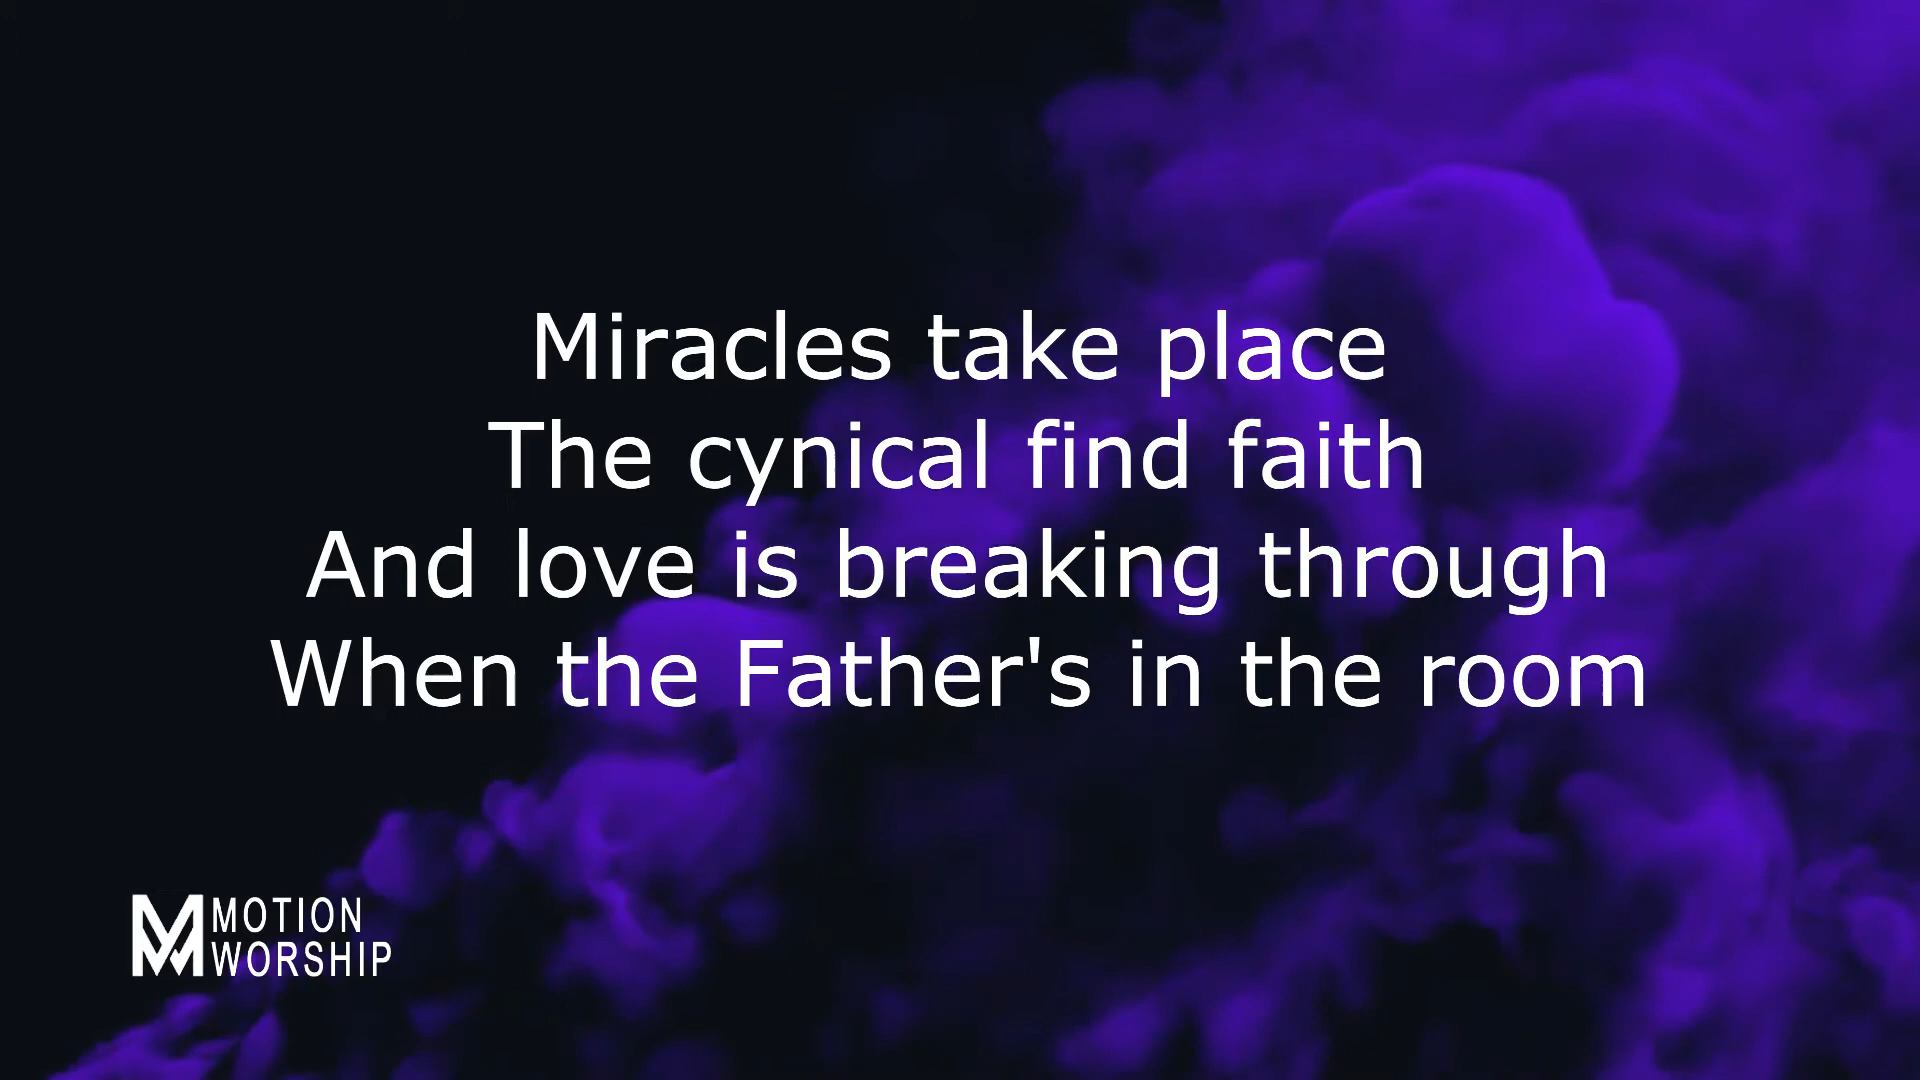 Miracles take place
The cynical find faith
And love is breaking through
When the Father's in the room
MOTION
WORSHIP